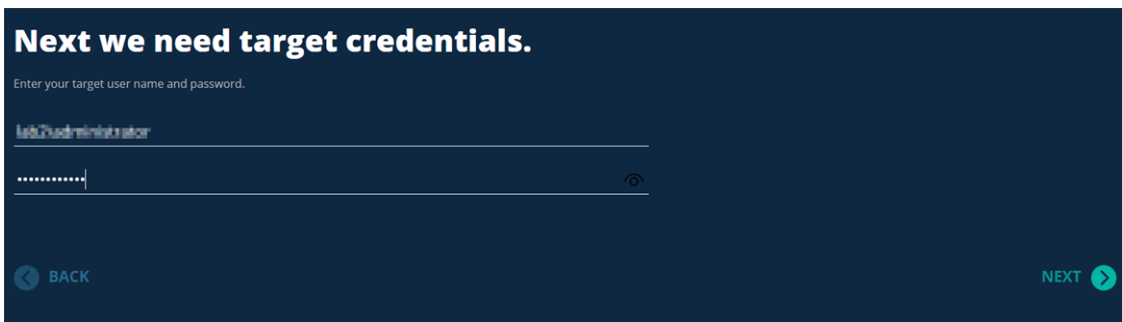 Next we need target credentials.
Enter your target user name and password.
BACK
NEXT